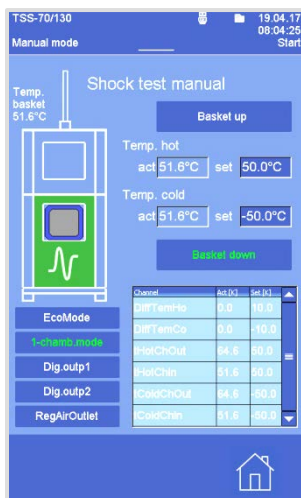 TSS-70/130
19.04.17
08:04:25
Manual mode
Start
Shock test manual
Temp.
basket
51.6°C
Basket up
Temp. hot
act 51.6°C set 50.0°C
Temp. cold
act 51.6°C set -50.0°C
Basket down
Channel Act [K] Set [K]
DiffTemHo 0.0 10.0
DiffTemCo 0.0 -10.0
tHotChOut 64.6 50.0
tHotChIn 51.6 50.0
tColdChOut 64.6 -50.0
tColdChIn 51.6 -50.0
EcoMode
1-chamb.mode
Dig.outp1
Dig.outp2
RegAirOutlet